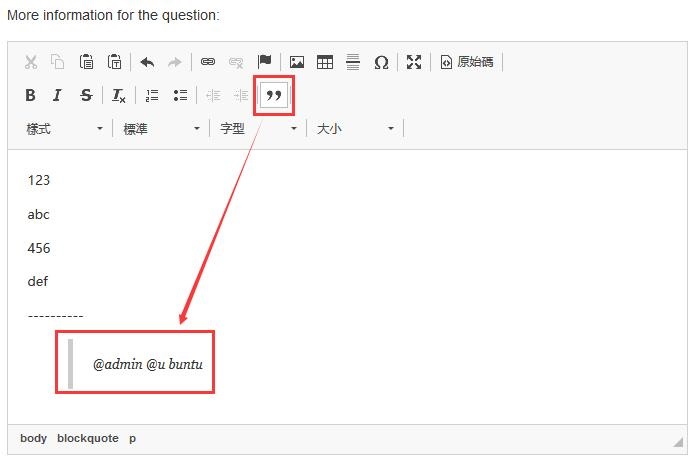 More information for the question:
原始碼
B I S Tx
樣式 標準 字型 大小
123
abc
456
def
----------
@admin @u buntu
body blockquote p